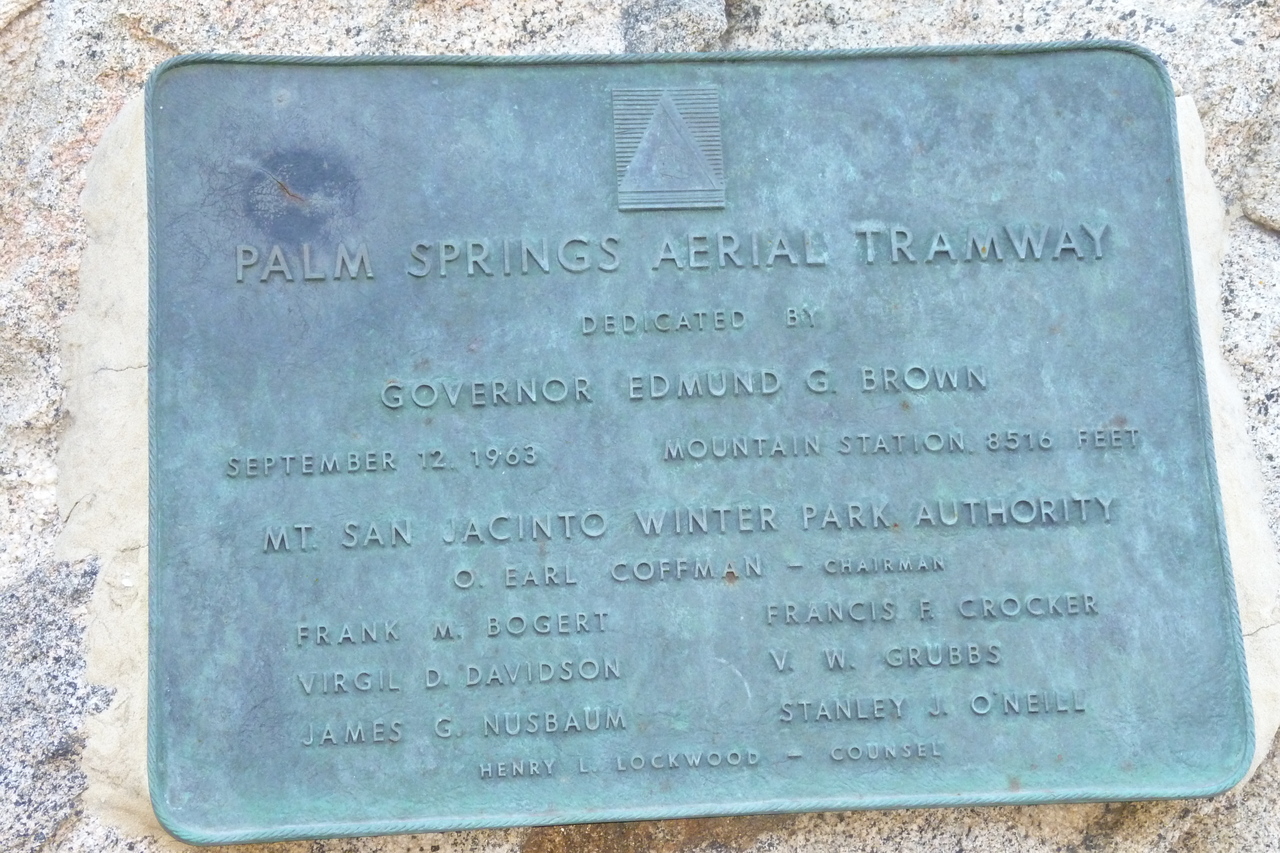 PALM SPRINGS AERIAL TRAMWAY
DEDICATED BY
GOVERNOR EDMUND G. BROWN
SEPTEMBER 12. 1963 MOUNTAIN STATION. 8516 FEET
MT. SAN JACINTO WINTER PARK AUTHORITY
O. EARL COFFMAN – CHAIRMAN
FRANK M. BOGERT FRANCIS F. CROCKER
VIRGIL D. DAVIDSON V. W. GRUBBS
JAMES G. NUSBAUM STANLEY J. O'NEILL
HENRY L. LOCKWOOD – COUNSEL